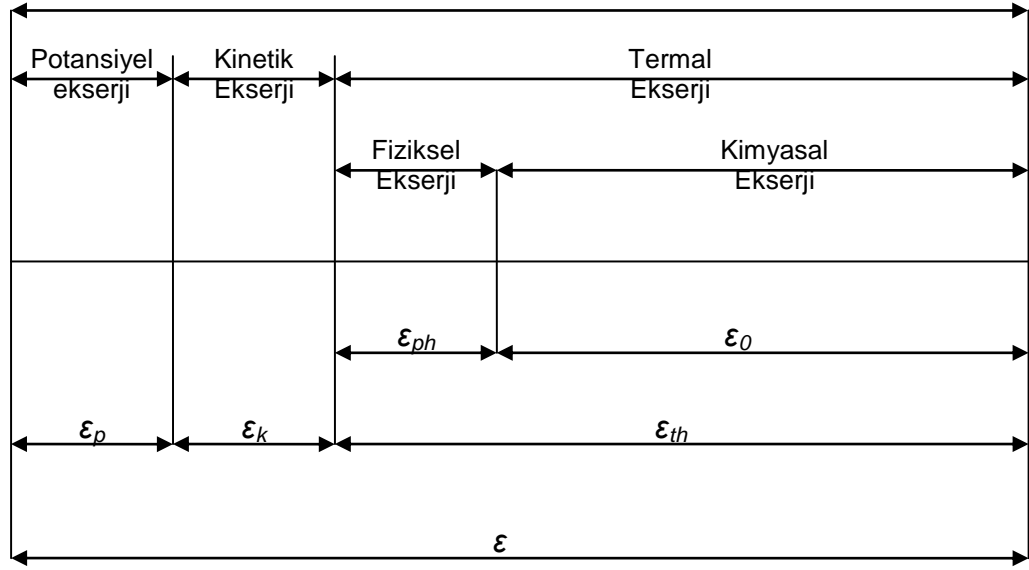 Potansiyel
ekserji
Kinetik
Ekserji
Termal
Ekserji
Fiziksel
Ekserji
Kimyasal
Ekserji
εph
ε0
εp
εk
εth
ε